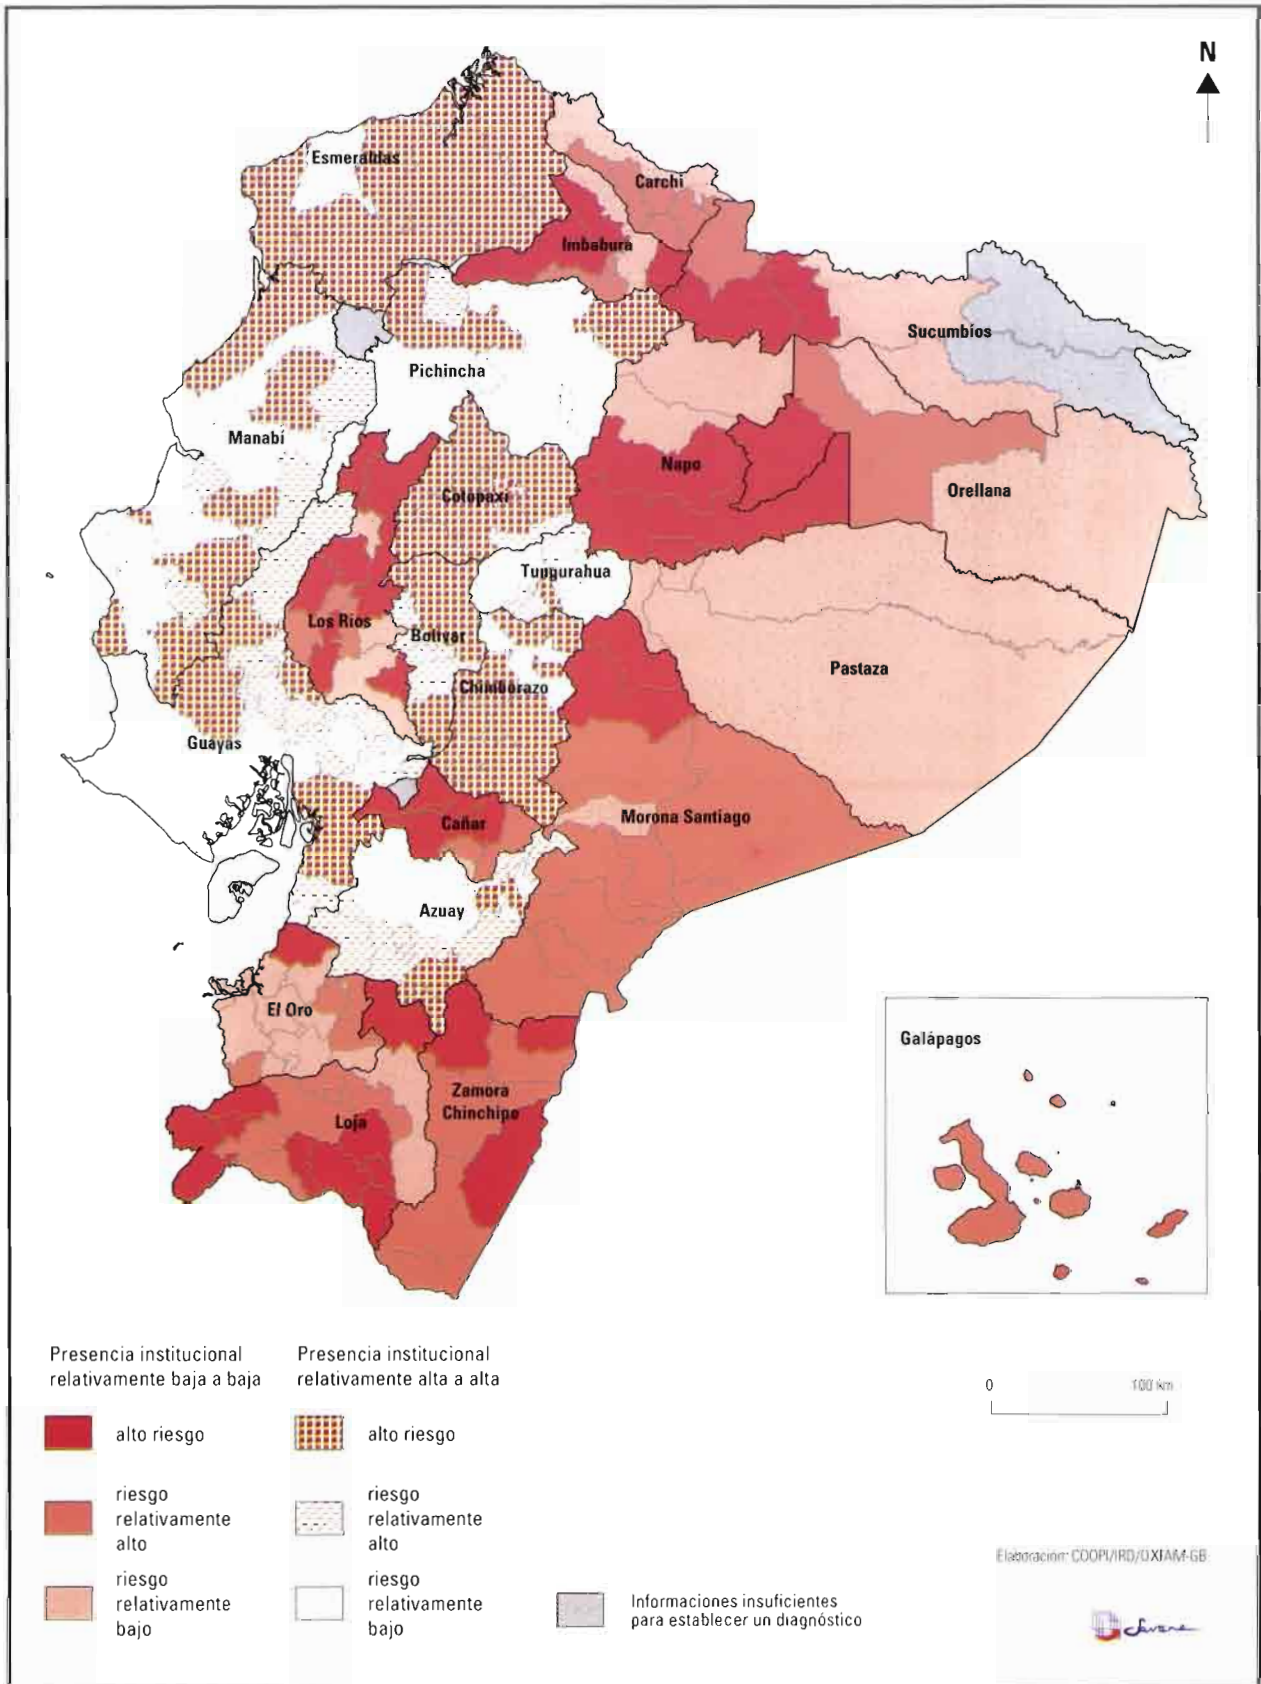 N
Esmeraldas
Carchi
Imbabura
Sucumbíos
Pichincha
Manabí
Napo
Cotopaxi
Orellana
Tungurahua
Los Ríos
Bolívar
Pastaza
Chimborazo
Guayas
Morona Santiago
Cañar
Azuay
El Oro
Galápagos
Zamora
Chinchipe
Loja
Presencia institucional
relativamente baja a baja
Presencia institucional
relativamente alta a alta
0 100 km
alto riesgo
alto riesgo
riesgo
relativamente
alto
riesgo
relativamente
alto
riesgo
relativamente
bajo
riesgo
relativamente
bajo
Informaciones insuficientes
para establecer un diagnóstico
Elaboración: COOPI/IRD/OXFAM-GB
Savane